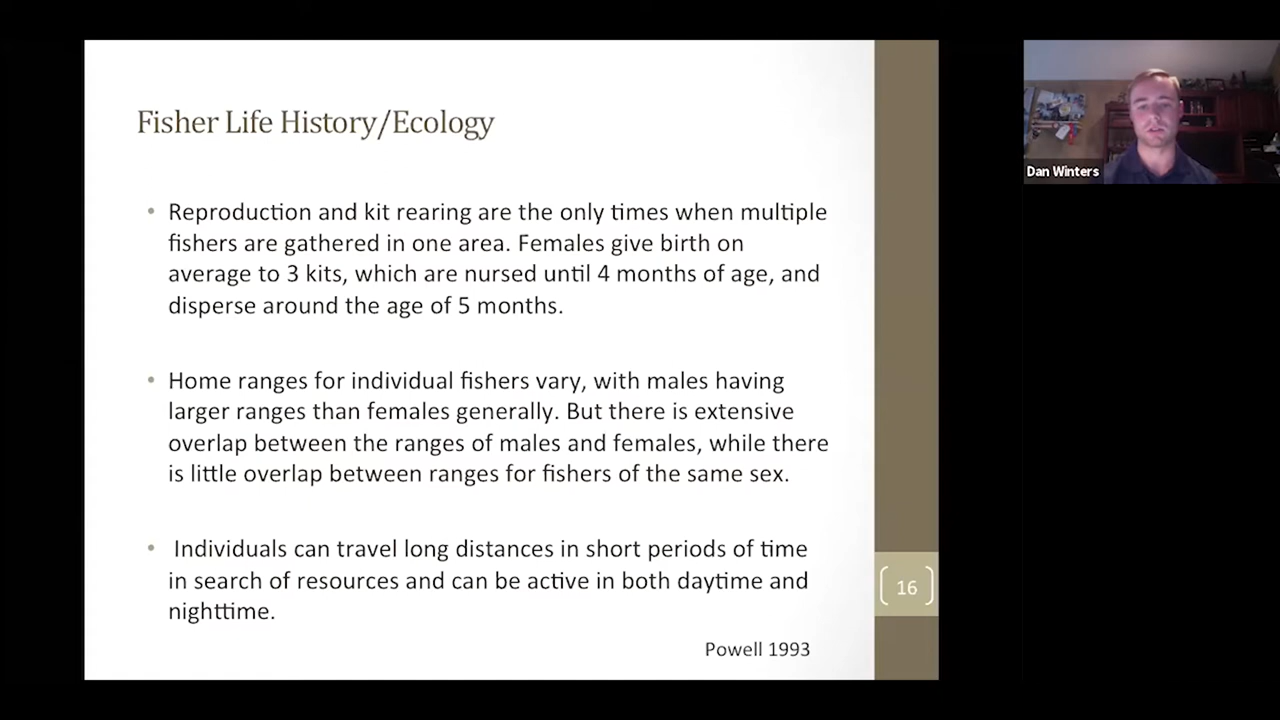 Fisher Life History/Ecology
• Reproduction and kit rearing are the only times when multiple
fishers are gathered in one area. Females give birth on
average to 3 kits, which are nursed until 4 months of age, and
disperse around the age of 5 months.
• Home ranges for individual fishers vary, with males having
larger ranges than females generally. But there is extensive
overlap between the ranges of males and females, while there
is little overlap between ranges for fishers of the same sex.
• Individuals can travel long distances in short periods of time
in search of resources and can be active in both daytime and
nighttime.
Powell 1993
16
Dan Winters